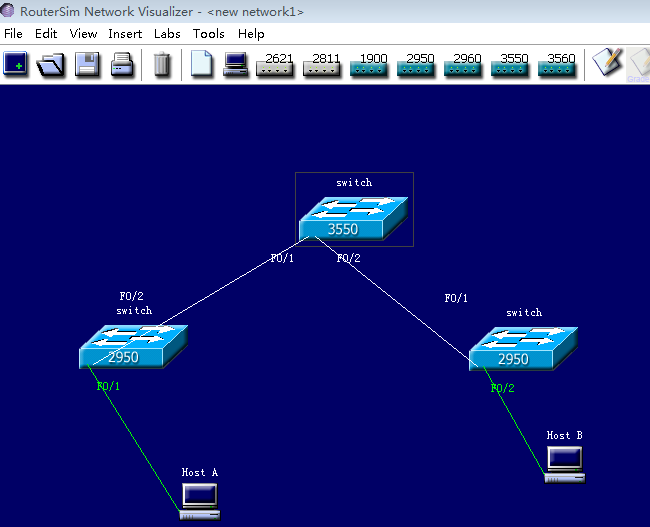 RouterSim Network Visualizer - <new network1>
File Edit View Insert Labs Tools Help
2621 2811 1900 2950 2960 3550 3560
switch
3550
F0/1 F0/2
F0/2
switch
2950
F0/1
F0/1
switch
2950
F0/2
Host A
Host B